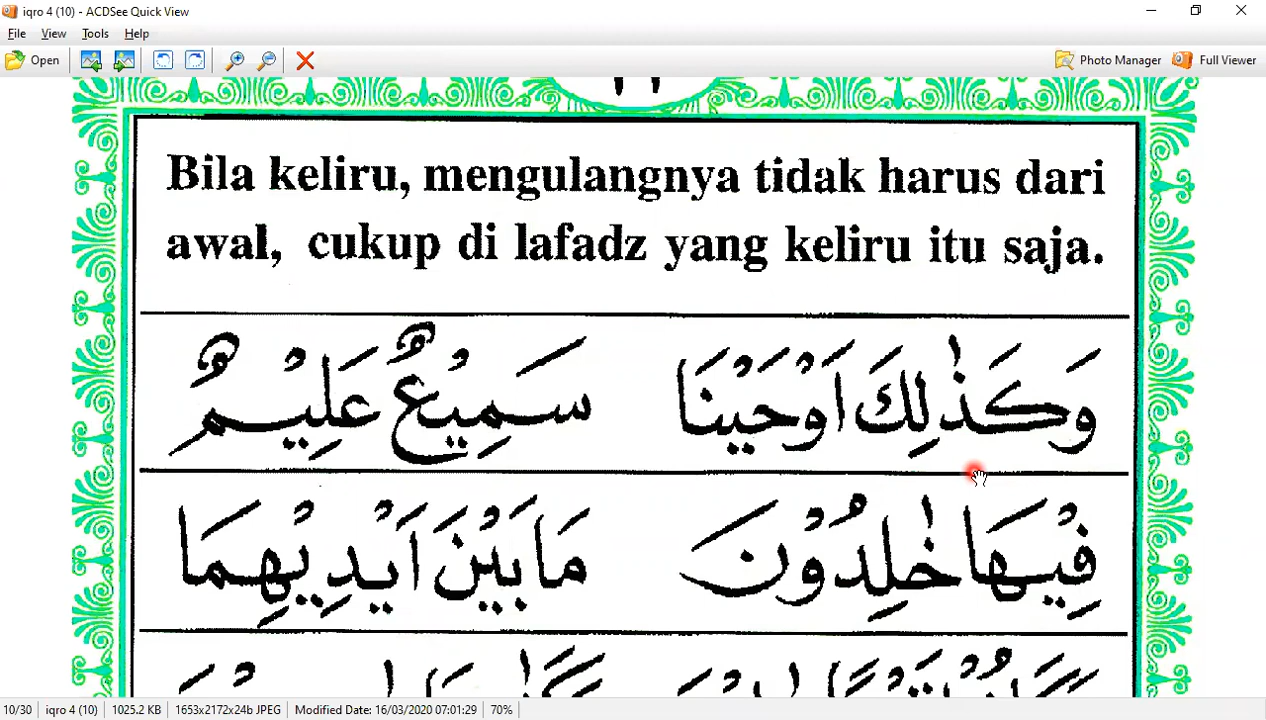 iqro 4 (10) - ACDSee Quick View
File View Tools Help
Open Photo Manager Full Viewer
Bila keliru, mengulangnya tidak harus dari
awal, cukup di lafadz yang keliru itu saja.
وَكَذٰلِكَ اَوْحَيْنَا سَمِيْعٌ عَلِيْمٌ
فِيْهَا خٰلِدُوْنَ مَا بَيْنَ اَيْدِيْهِمَا
10/30 iqro 4 (10) 1025.2 KB 1653x2172x24b JPEG Modified Date: 16/03/2020 07:01:29 70%